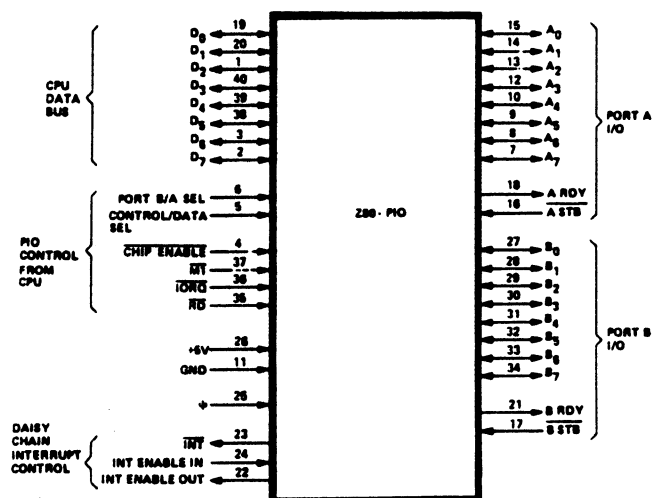 CPU DATA BUS
D0 19
D1 20
D2 1
D3 40
D4 39
D5 38
D6 3
D7 2
PIO CONTROL FROM CPU
PORT B/A SEL 6
CONTROL/DATA SEL 5
CHIP ENABLE 4
M1 37
IORQ 36
RD 35
+5V 26
GND 11
25
DAISY CHAIN INTERRUPT CONTROL
INT 23
INT ENABLE IN 24
INT ENABLE OUT 22
Z80-PIO
15 A0
14 A1
13 A2
12 A3
10 A4
9 A5
8 A6
7 A7
18 A RDY
16 A STB
PORT A I/O
27 B0
28 B1
29 B2
30 B3
31 B4
32 B5
33 B6
34 B7
21 B RDY
17 B STB
PORT B I/O